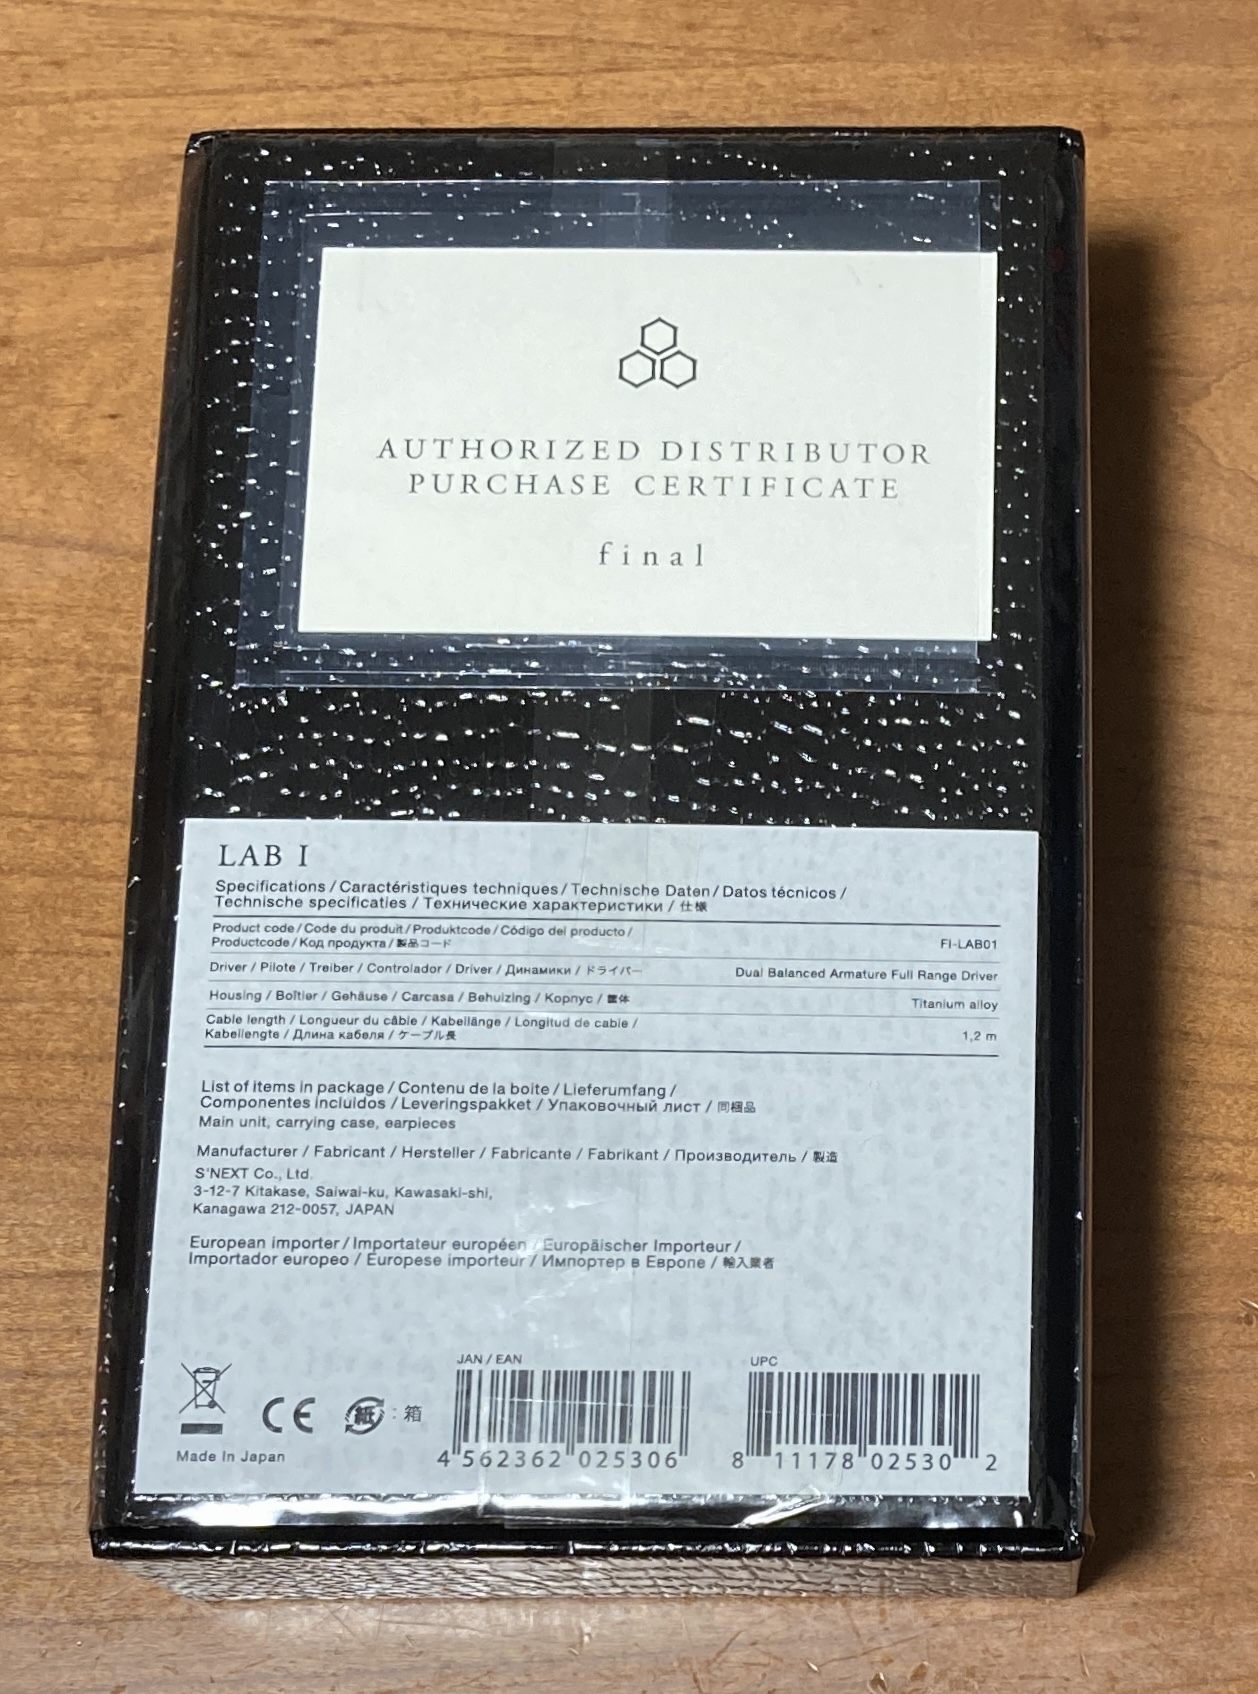 AUTHORIZED DISTRIBUTOR
PURCHASE CERTIFICATE
final
LAB I
Specifications / Caractéristiques techniques / Technische Daten / Datos técnicos /
Technische specificaties / Технические характеристики / 仕様
Product code / Code du produit / Produktcode / Código del producto /
Productcode / Код продукта / 製品コード
FI-LAB01
Driver / Pilote / Treiber / Controlador / Driver / Динамики / ドライバー
Dual Balanced Armature Full Range Driver
Housing / Boîtier / Gehäuse / Carcasa / Behuizing / Корпус / 筐体
Titanium alloy
Cable length / Longueur du câble / Kabellänge / Longitud de cable /
Kabellengte / Длина кабеля / ケーブル長
1,2 m
List of items in package / Contenu de la boite / Lieferumfang /
Componentes incluidos / Leveringspakket / Упаковочный лист / 同梱品
Main unit, carrying case, earpieces
Manufacturer / Fabricant / Hersteller / Fabricante / Fabrikant / Производитель / 製造
S'NEXT Co., Ltd.
3-12-7 Kitakase, Saiwai-ku, Kawasaki-shi,
Kanagawa 212-0057, JAPAN
European importer / Importateur européen / Europäischer Importeur /
Importador europeo / Europese importeur / Импортер в Европе / 輸入業者
JAN / EAN
UPC
CE
紙 : 箱
Made In Japan
4 562362 025306
8 11178 02530 2